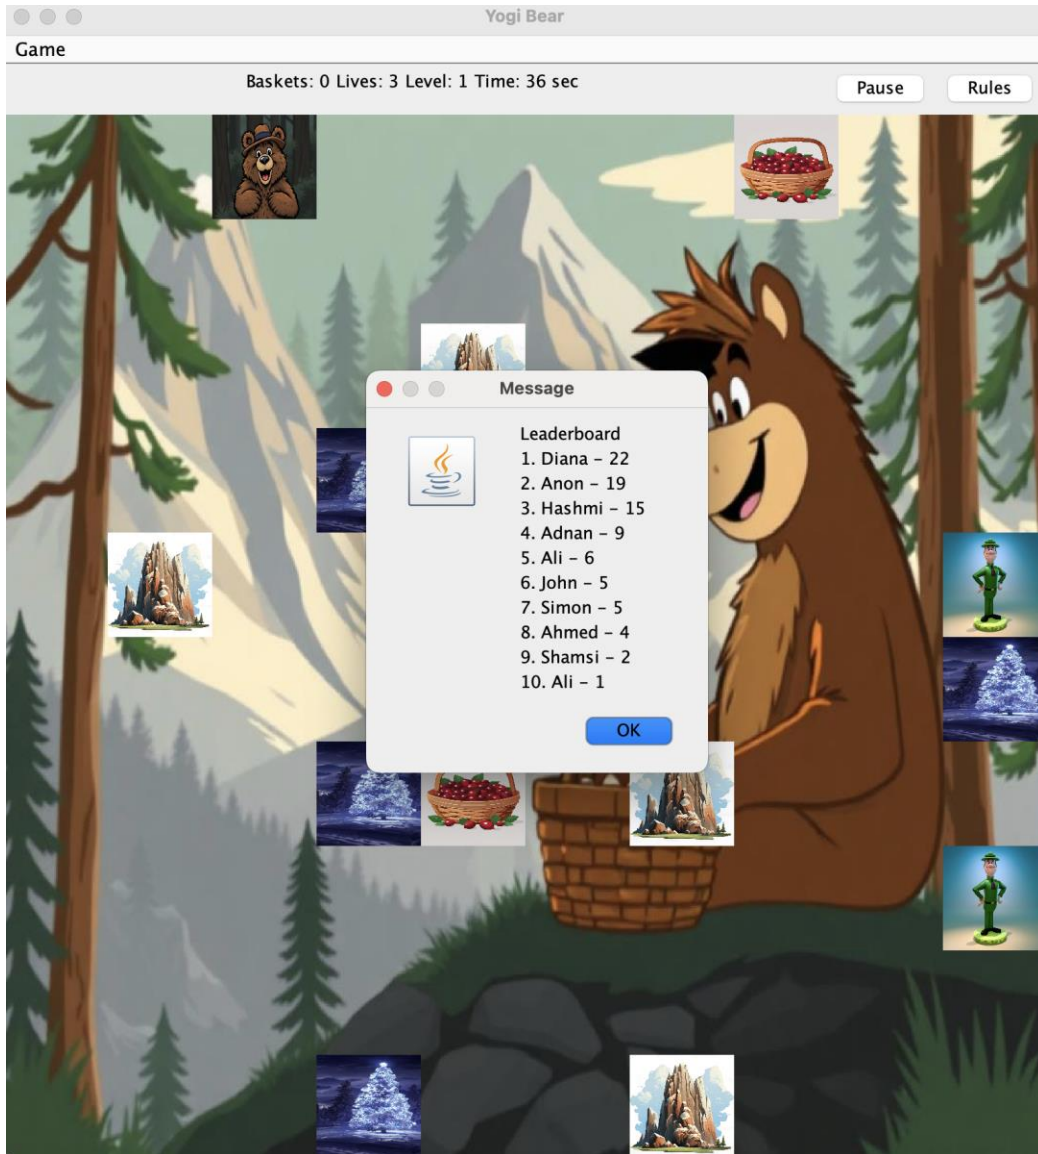 Yogi Bear
Game
Baskets: 0 Lives: 3 Level: 1 Time: 36 sec
Pause
Rules
Message
Leaderboard
1. Diana – 22
2. Anon – 19
3. Hashmi – 15
4. Adnan – 9
5. Ali – 6
6. John – 5
7. Simon – 5
8. Ahmed – 4
9. Shamsi – 2
10. Ali – 1
OK